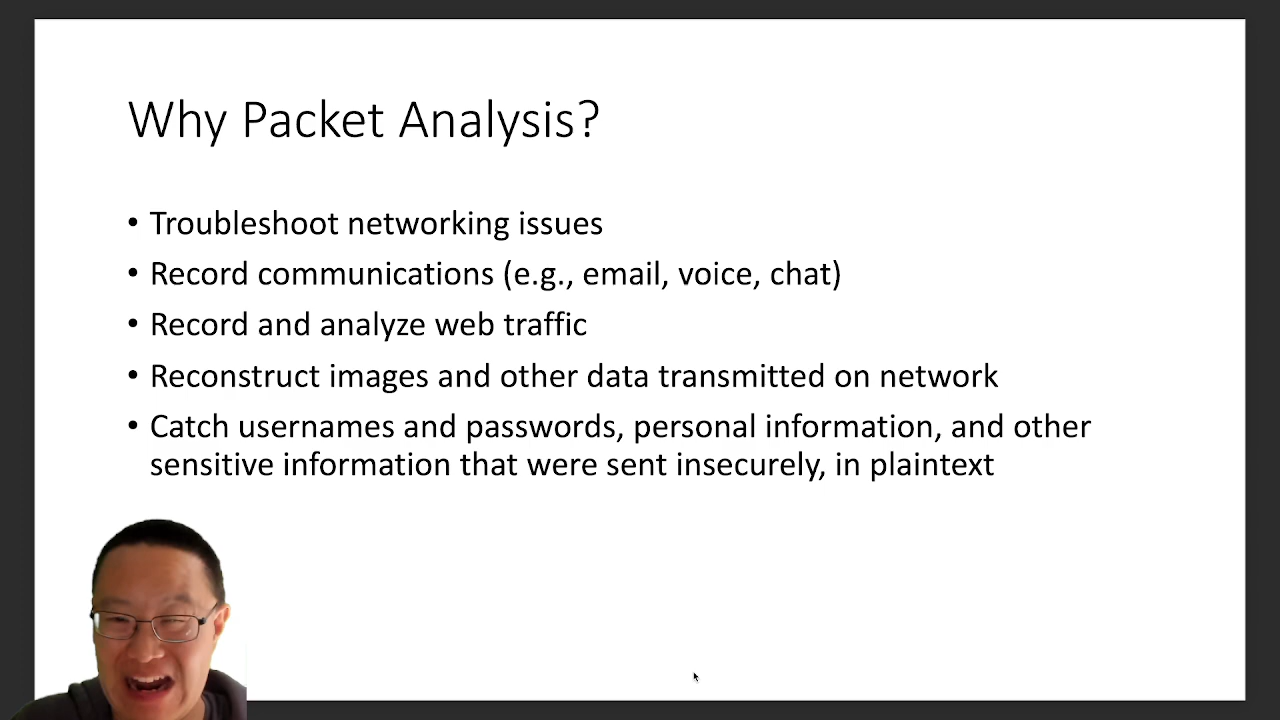 Why Packet Analysis?
• Troubleshoot networking issues
• Record communications (e.g., email, voice, chat)
• Record and analyze web traffic
• Reconstruct images and other data transmitted on network
• Catch usernames and passwords, personal information, and other
sensitive information that were sent insecurely, in plaintext